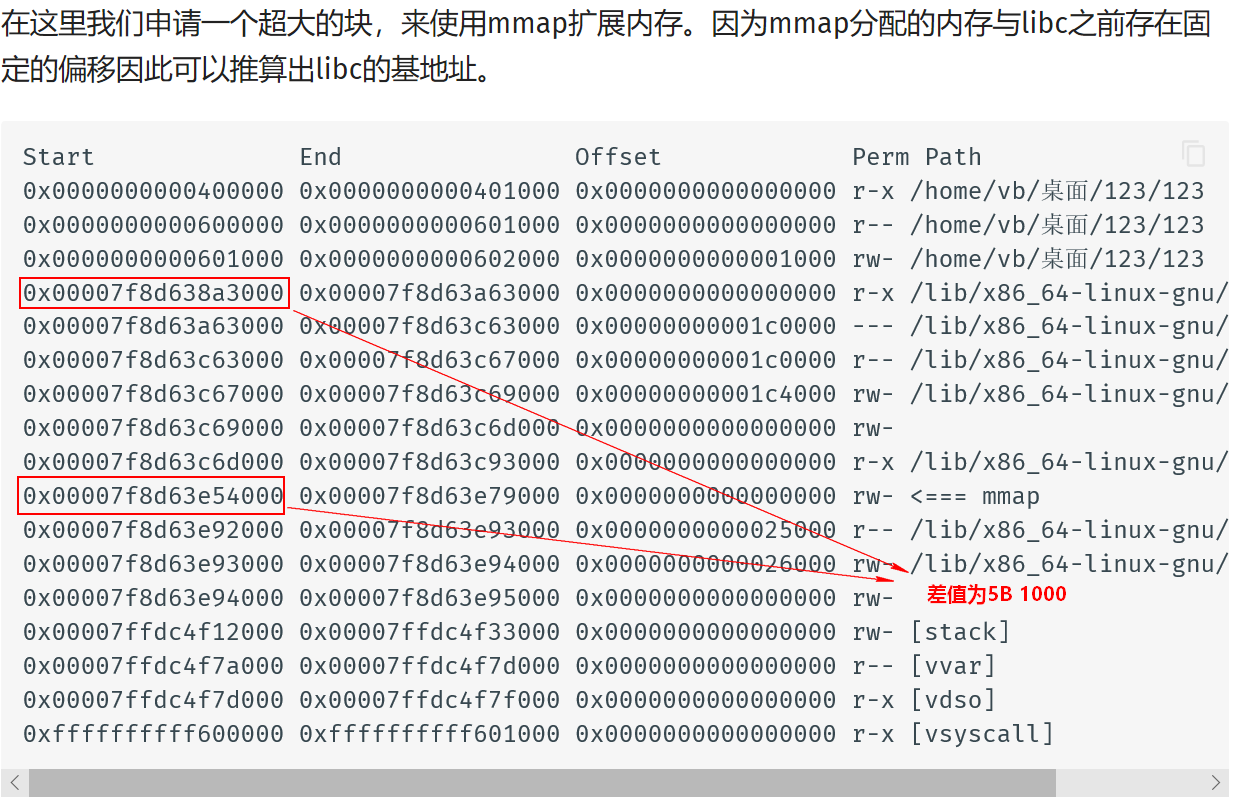 在这里我们申请一个超大的块，来使用mmap扩展内存。因为mmap分配的内存与libc之前存在固
定的偏移因此可以推算出libc的基地址。
Start End Offset Perm Path
0x0000000000400000 0x0000000000401000 0x0000000000000000 r-x /home/vb/桌面/123/123
0x0000000000600000 0x0000000000601000 0x0000000000000000 r-- /home/vb/桌面/123/123
0x0000000000601000 0x0000000000602000 0x0000000000001000 rw- /home/vb/桌面/123/123
0x00007f8d638a3000 0x00007f8d63a63000 0x0000000000000000 r-x /lib/x86_64-linux-gnu/
0x00007f8d63a63000 0x00007f8d63c63000 0x00000000001c0000 --- /lib/x86_64-linux-gnu/
0x00007f8d63c63000 0x00007f8d63c67000 0x00000000001c0000 r-- /lib/x86_64-linux-gnu/
0x00007f8d63c67000 0x00007f8d63c69000 0x00000000001c4000 rw- /lib/x86_64-linux-gnu/
0x00007f8d63c69000 0x00007f8d63c6d000 0x0000000000000000 rw-
0x00007f8d63c6d000 0x00007f8d63c93000 0x0000000000000000 r-x /lib/x86_64-linux-gnu/
0x00007f8d63e54000 0x00007f8d63e79000 0x0000000000000000 rw- <=== mmap
0x00007f8d63e92000 0x00007f8d63e93000 0x0000000000025000 r-- /lib/x86_64-linux-gnu/
0x00007f8d63e93000 0x00007f8d63e94000 0x0000000000026000 rw- /lib/x86_64-linux-gnu/
0x00007f8d63e94000 0x00007f8d63e95000 0x0000000000000000 rw-
差值为5B 1000
0x00007ffdc4f12000 0x00007ffdc4f33000 0x0000000000000000 rw- [stack]
0x00007ffdc4f7a000 0x00007ffdc4f7d000 0x0000000000000000 r-- [vvar]
0x00007ffdc4f7d000 0x00007ffdc4f7f000 0x0000000000000000 r-x [vdso]
0xffffffffff600000 0xffffffffff601000 0x0000000000000000 r-x [vsyscall]